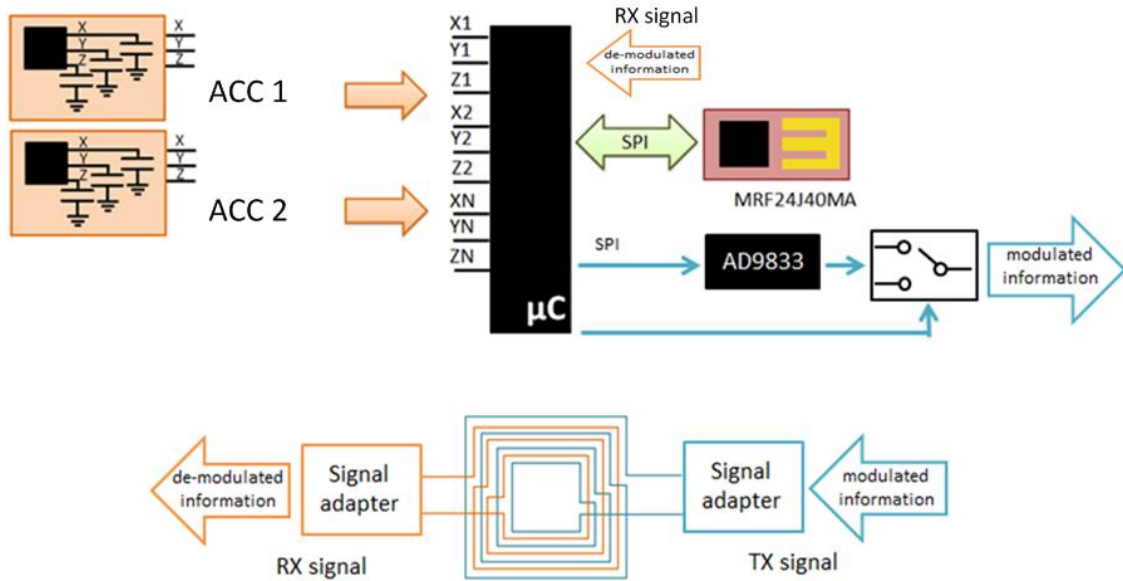 X
Y
Z
X
Y
Z
ACC 1
X
Y
Z
X
Y
Z
ACC 2
X1
Y1
Z1
X2
Y2
Z2
XN
YN
ZN
μC
RX signal
de-modulated
information
SPI
MRF24J40MA
SPI
AD9833
modulated
information
de-modulated
information
Signal
adapter
RX signal
Signal
adapter
TX signal
modulated
information